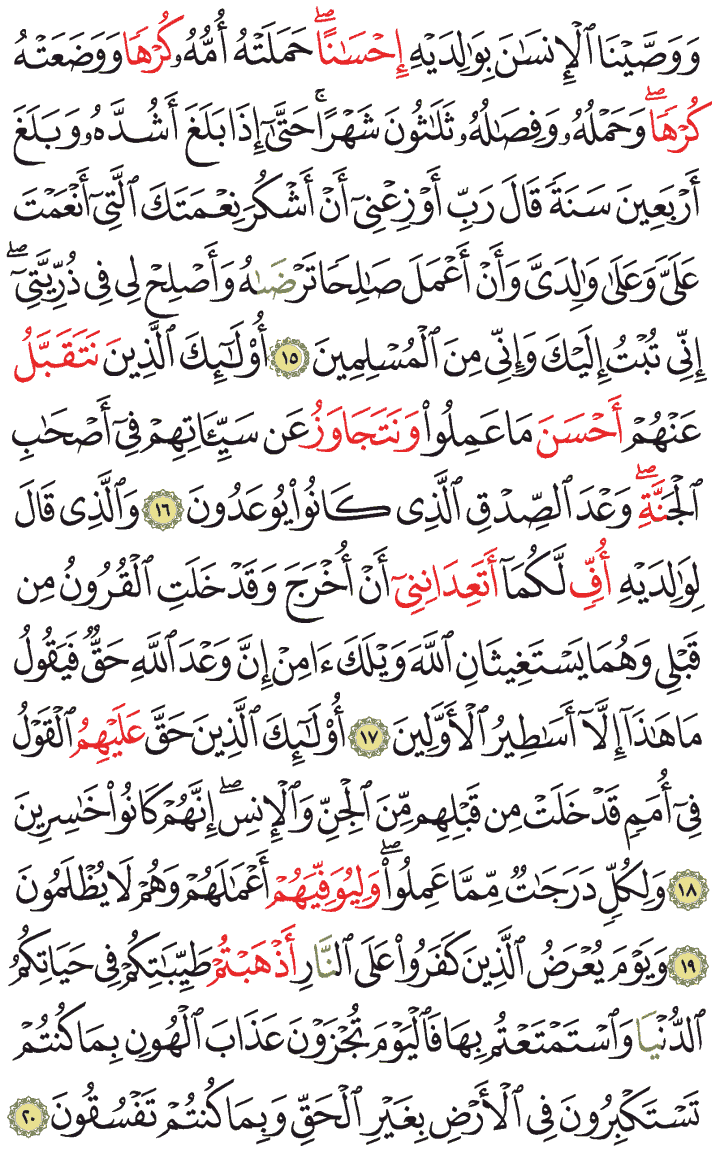 وَوَصَّيْنَا ٱلْإِنسَٰنَ بِوَٰلِدَيْهِ إِحْسَٰنًاۖ حَمَلَتْهُ أُمُّهُۥ كُرْهًا وَوَضَعَتْهُ
كُرْهًاۖ وَحَمْلُهُۥ وَفِصَٰلُهُۥ ثَلَٰثُونَ شَهْرًاۚ حَتَّىٰٓ إِذَا بَلَغَ أَشُدَّهُۥ وَبَلَغَ
أَرْبَعِينَ سَنَةً قَالَ رَبِّ أَوْزِعْنِىٓ أَنْ أَشْكُرَ نِعْمَتَكَ ٱلَّتِىٓ أَنْعَمْتَ
عَلَىَّ وَعَلَىٰ وَٰلِدَىَّ وَأَنْ أَعْمَلَ صَٰلِحًا تَرْضَىٰهُ وَأَصْلِحْ لِى فِى ذُرِّيَّتِىٓۖ
إِنِّى تُبْتُ إِلَيْكَ وَإِنِّى مِنَ ٱلْمُسْلِمِينَ ١٥ أُو۟لَٰٓئِكَ ٱلَّذِينَ نَتَقَبَّلُ
عَنْهُمْ أَحْسَنَ مَا عَمِلُوا۟ وَنَتَجَاوَزُ عَن سَيِّـَٔاتِهِمْ فِىٓ أَصْحَٰبِ
ٱلْجَنَّةِۖ وَعْدَ ٱلصِّدْقِ ٱلَّذِى كَانُوا۟ يُوعَدُونَ ١٦ وَٱلَّذِى قَالَ
لِوَٰلِدَيْهِ أُفٍّ لَّكُمَآ أَتَعِدَانِنِىٓ أَنْ أُخْرَجَ وَقَدْ خَلَتِ ٱلْقُرُونُ مِن
قَبْلِى وَهُمَا يَسْتَغِيثَانِ ٱللَّهَ وَيْلَكَ ءَامِنْ إِنَّ وَعْدَ ٱللَّهِ حَقٌّ فَيَقُولُ
مَا هَٰذَآ إِلَّآ أَسَٰطِيرُ ٱلْأَوَّلِينَ ١٧ أُو۟لَٰٓئِكَ ٱلَّذِينَ حَقَّ عَلَيْهِمُ ٱلْقَوْلُ
فِىٓ أُمَمٍ قَدْ خَلَتْ مِن قَبْلِهِم مِّنَ ٱلْجِنِّ وَٱلْإِنسِۖ إِنَّهُمْ كَانُوا۟ خَٰسِرِينَ
١٨ وَلِكُلٍّ دَرَجَٰتٌ مِّمَّا عَمِلُوا۟ۖ وَلِيُوَفِّيَهُمْ أَعْمَٰلَهُمْ وَهُمْ لَا يُظْلَمُونَ
١٩ وَيَوْمَ يُعْرَضُ ٱلَّذِينَ كَفَرُوا۟ عَلَى ٱلنَّارِ أَذْهَبْتُمْ طَيِّبَٰتِكُمْ فِى حَيَاتِكُمُ
ٱلدُّنْيَا وَٱسْتَمْتَعْتُم بِهَا فَٱلْيَوْمَ تُجْزَوْنَ عَذَابَ ٱلْهُونِ بِمَا كُنتُمْ
تَسْتَكْبِرُونَ فِى ٱلْأَرْضِ بِغَيْرِ ٱلْحَقِّ وَبِمَا كُنتُمْ تَفْسُقُونَ ٢٠